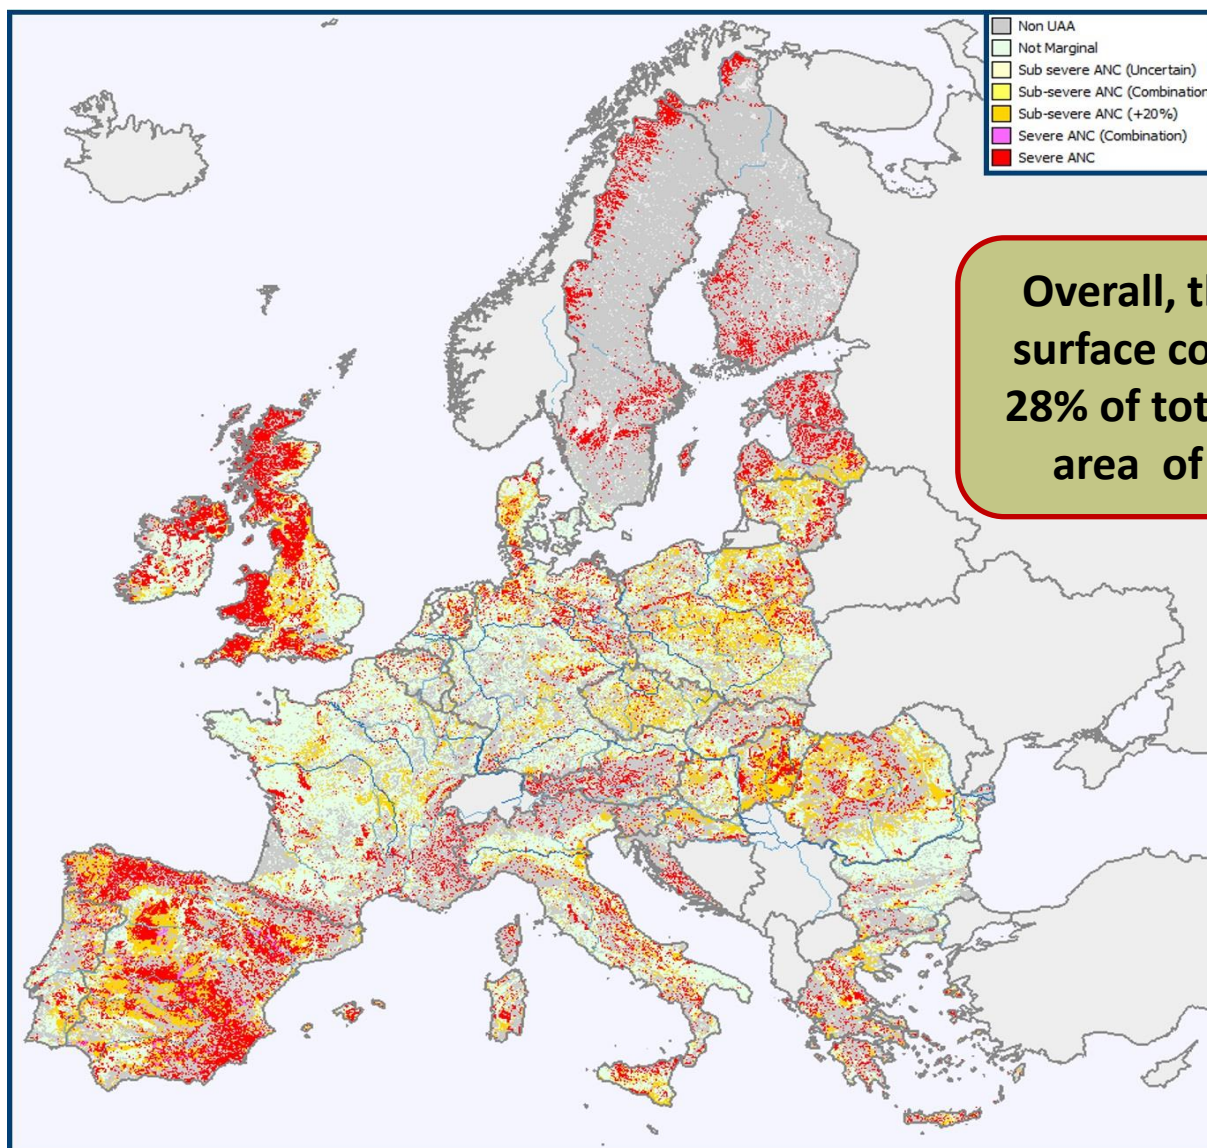 Non UAA
Not Marginal
Sub severe ANC (Uncertain)
Sub-severe ANC (Combination
Sub-severe ANC (+20%)
Severe ANC (Combination)
Severe ANC
Overall, t
surface co
28% of tot
area of